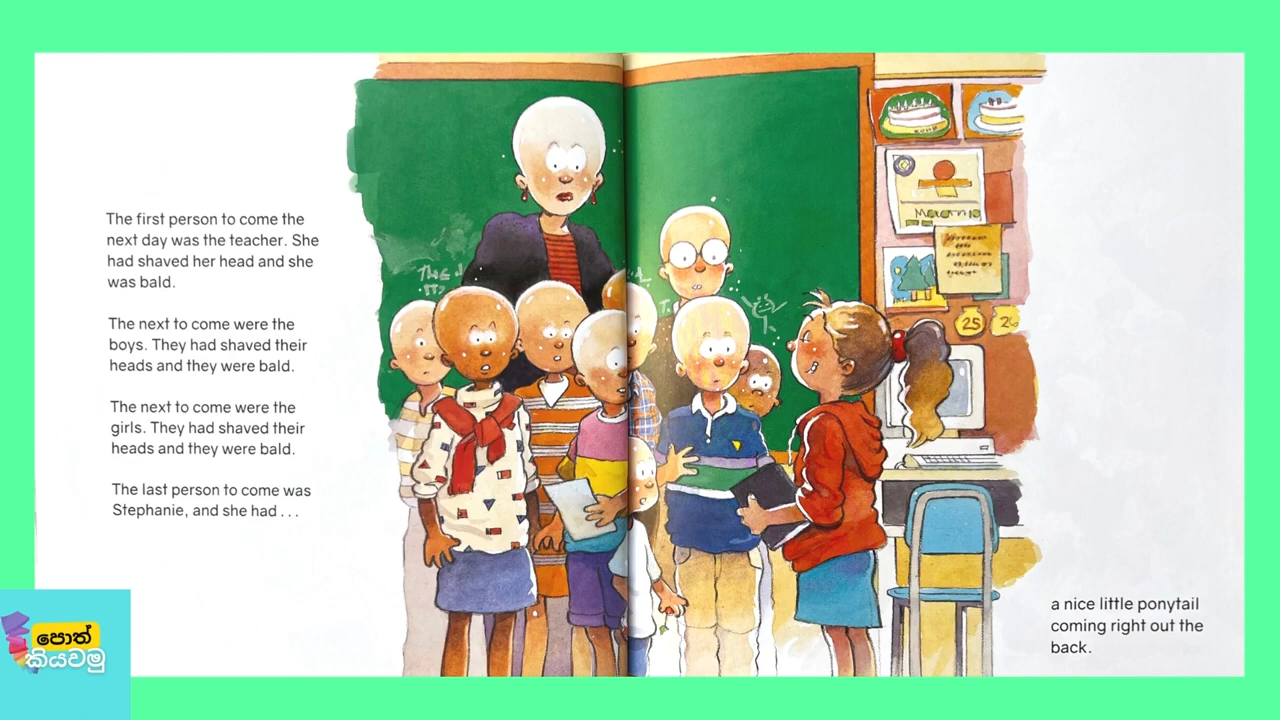 The first person to come the
next day was the teacher. She
had shaved her head and she
was bald.
The next to come were the
boys. They had shaved their
heads and they were bald.
The next to come were the
girls. They had shaved their
heads and they were bald.
The last person to come was
Stephanie, and she had . . .
a nice little ponytail
coming right out the
back.
25
පොත්
කියවමු